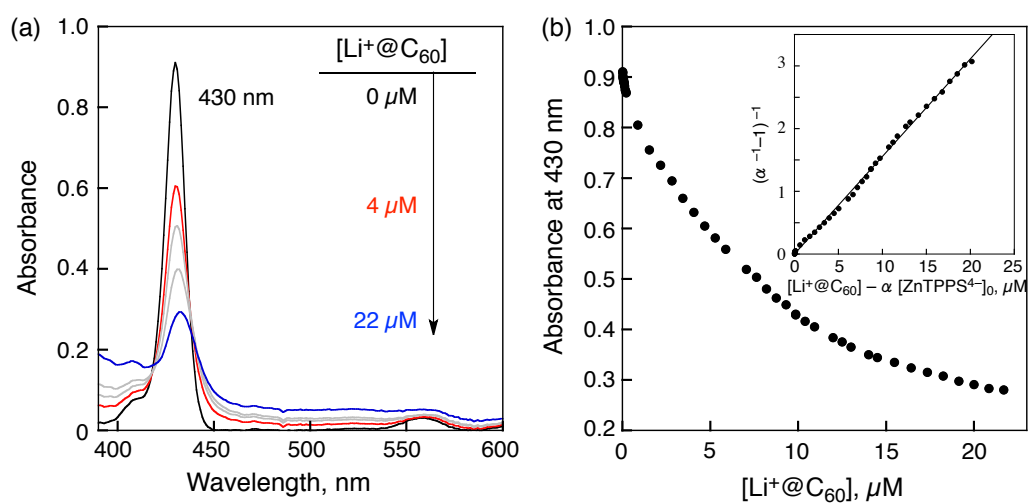 (a)
[Li⁺@C₆₀]
0 µM
4 µM
22 µM
430 nm
1.0
0.8
0.6
0.4
0.2
0
Absorbance
400
450
500
550
600
Wavelength, nm
(b)
1.0
0.9
0.8
0.7
0.6
0.5
0.4
0.3
0.2
Absorbance at 430 nm
0
5
10
15
20
[Li⁺@C₆₀], µM
3
2
1
0
(α ⁻¹–1) ⁻¹
0
5
10
15
20
25
[Li⁺@C₆₀] – α [ZnTPPS⁴⁻]₀, µM